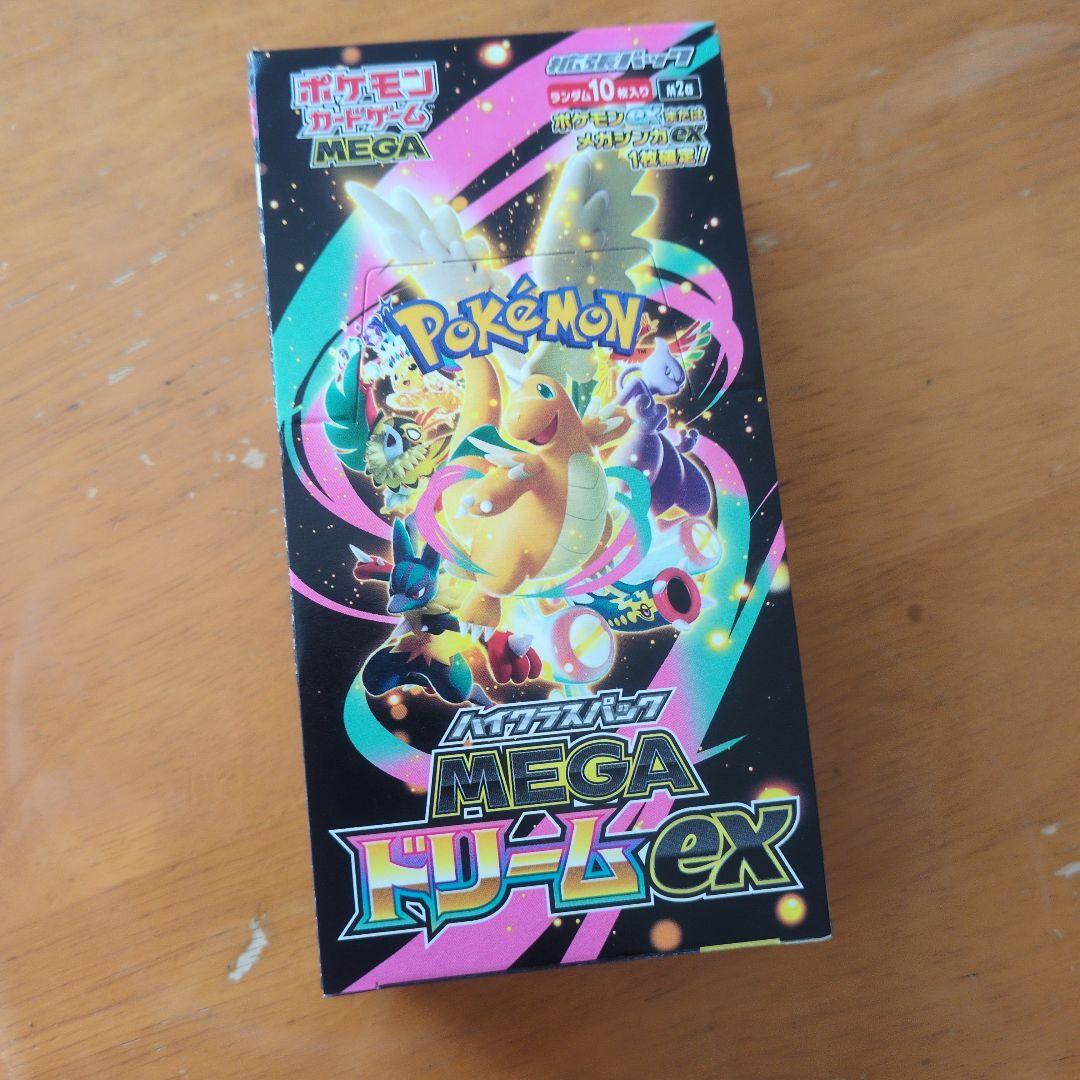 ポケモン
カードゲーム™
MEGA
拡張パック
ランダム10枚入り
M2a
ポケモンexまたは
メガシンカex
1枚確定!
POKéMON™
ハイクラスパック
MEGA
ドリームex